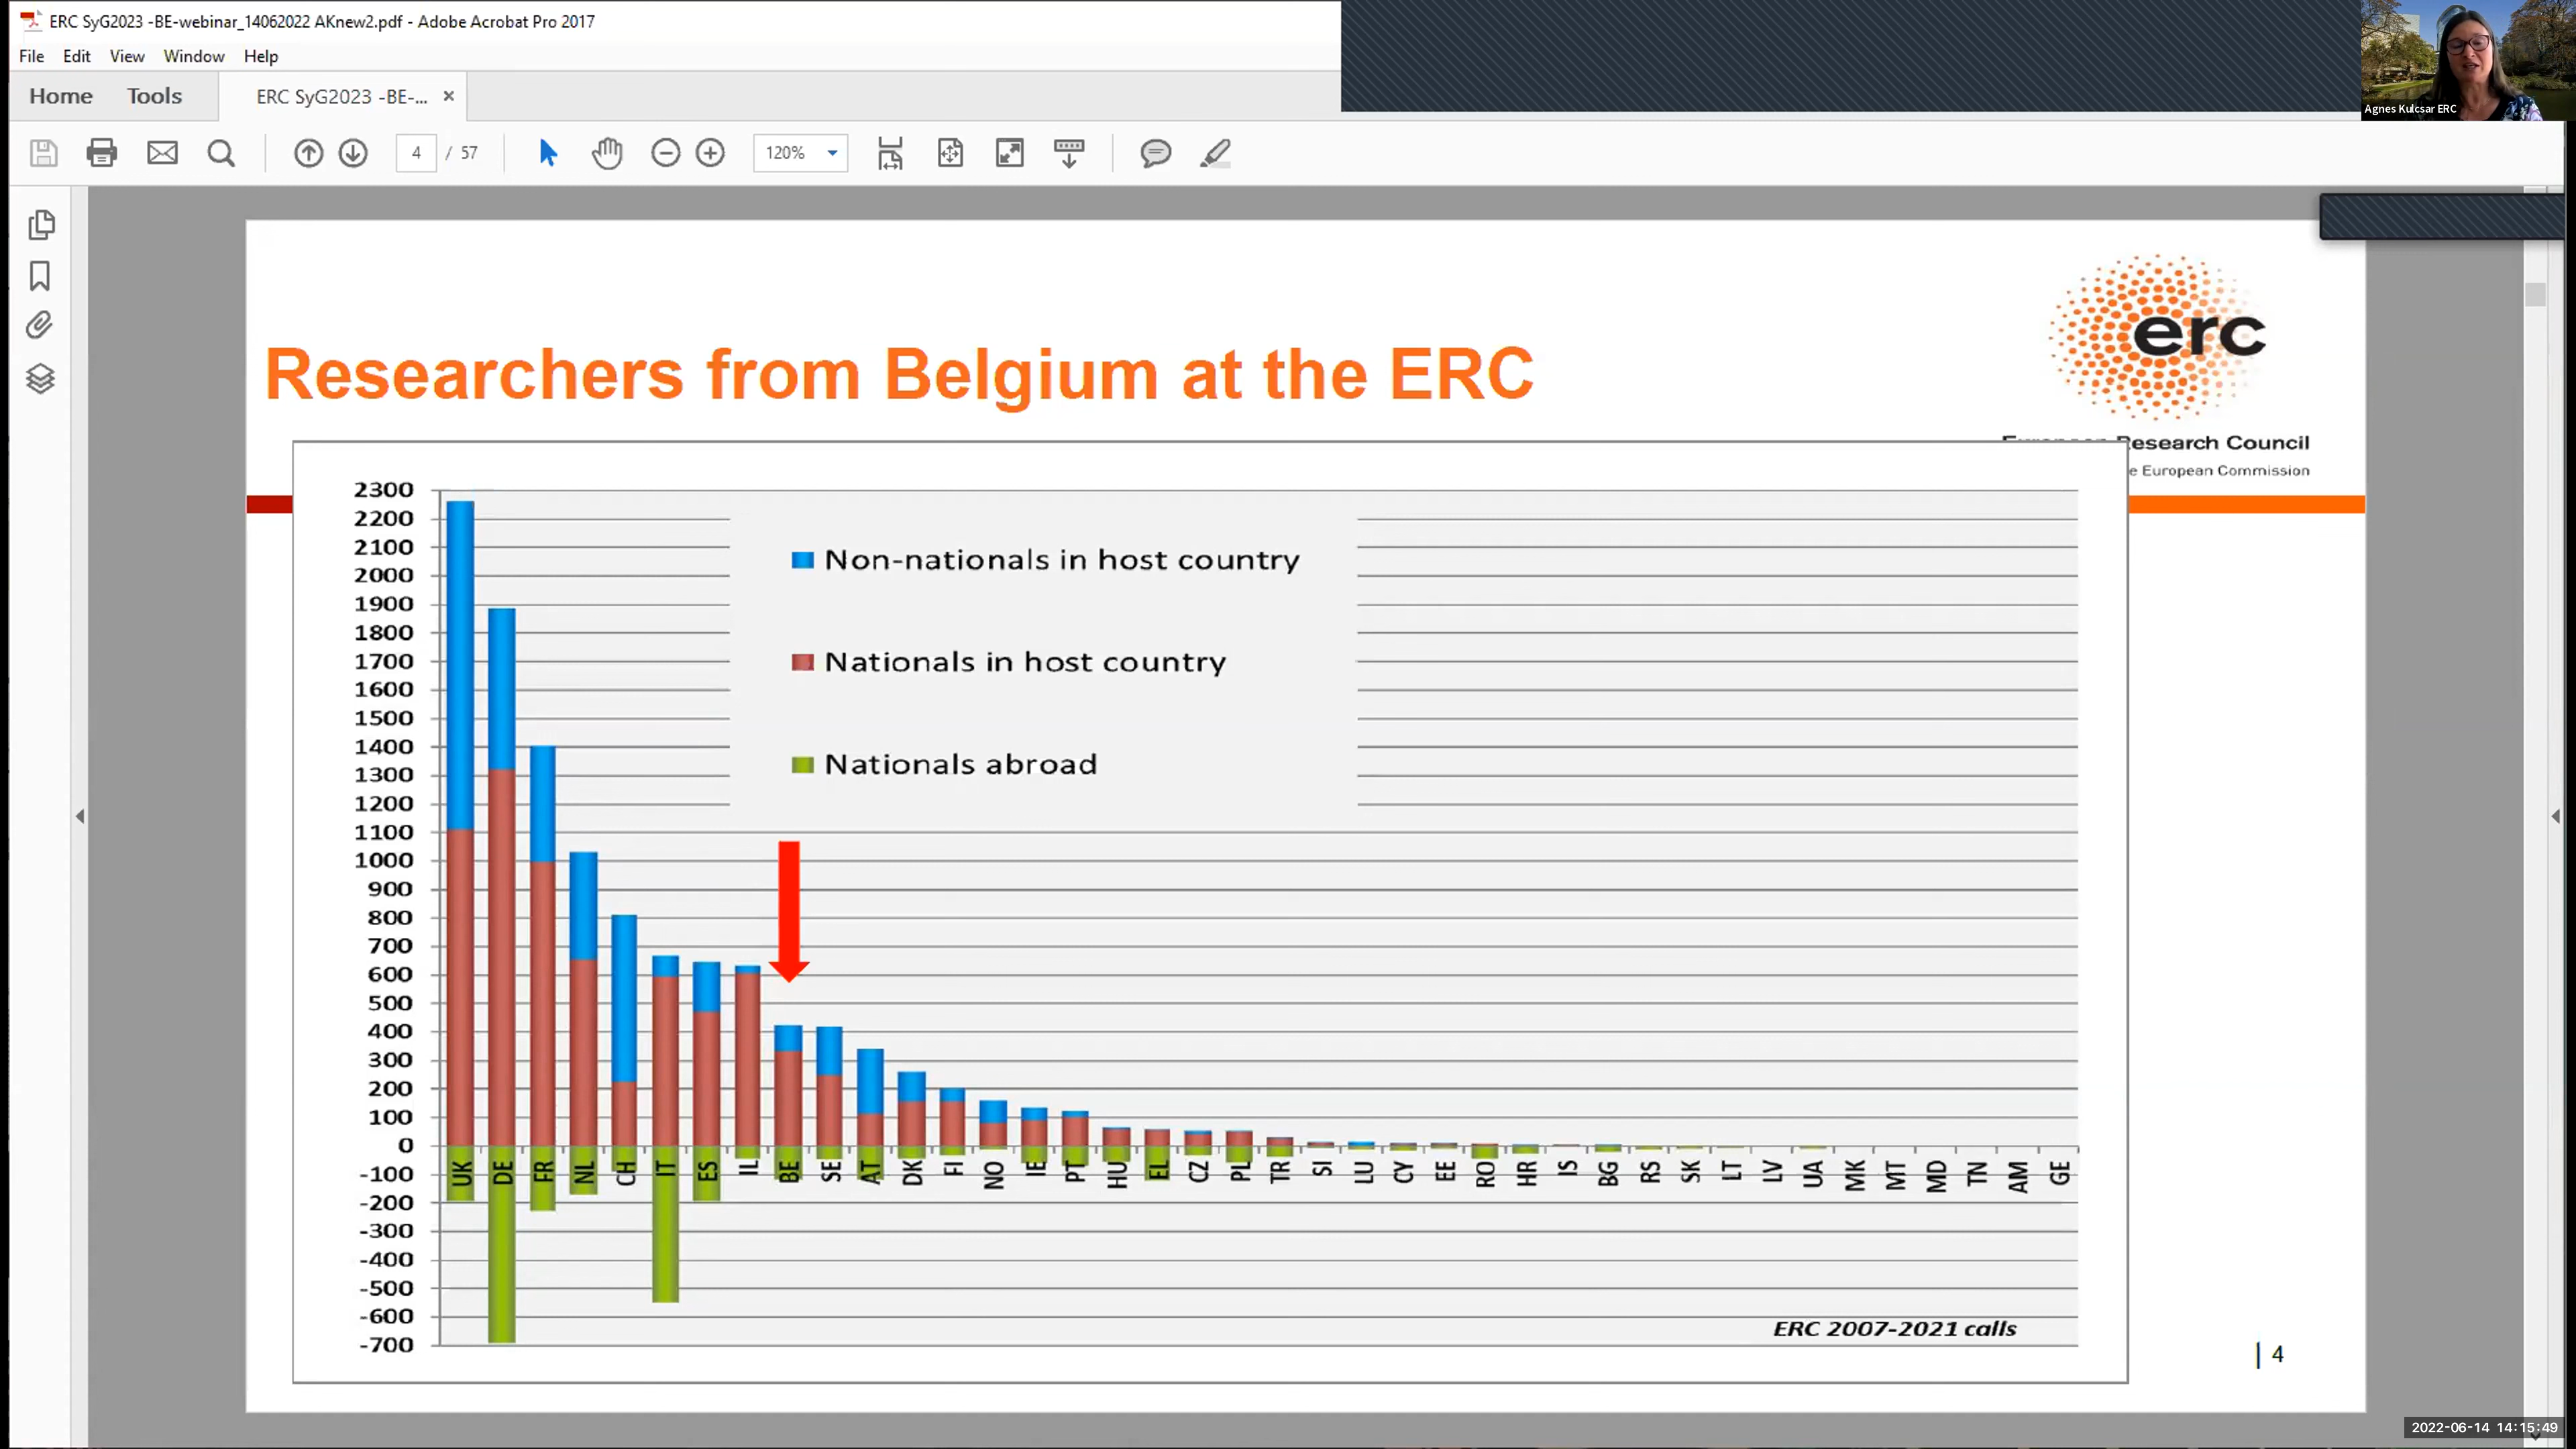 ERC SyG2023 -BE-webinar_14062022 AKnew2.pdf - Adobe Acrobat Pro 2017
File Edit View Window Help
Home Tools ERC SyG2023 -BE-... ×
4 / 57 120%
Agnes Kulcsar ERC
erc
Researchers from Belgium at the ERC
Research Council
e European Commission
2300
2200
2100
2000
1900
1800
1700
1600
1500
1400
1300
1200
1100
1000
900
800
700
600
500
400
300
200
100
0
-100
-200
-300
-400
-500
-600
-700
Non-nationals in host country
Nationals in host country
Nationals abroad
UK DE FR NL CH IT ES IL BE SE AT DK FI NO IE PT HU EL CZ PL TR SI LU CY EE RO HR IS BG RS SK LT LV UA MK MT MD TN AM GE
ERC 2007-2021 calls
| 4
2022-06-14 14:15:49